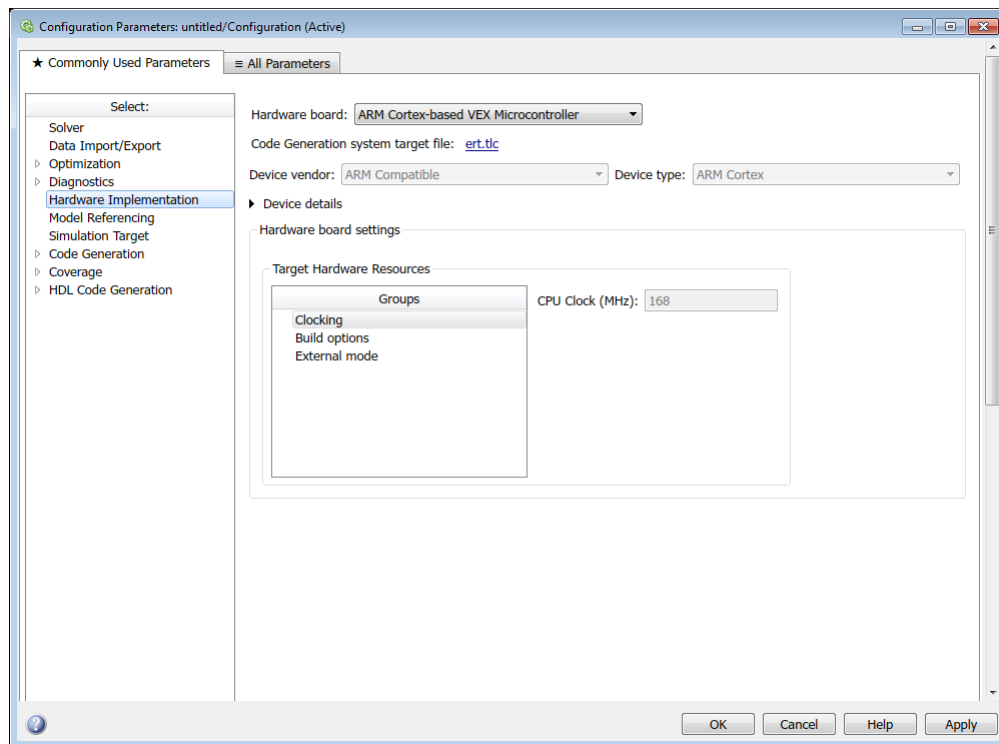 Configuration Parameters: untitled/Configuration (Active)
★ Commonly Used Parameters
≡ All Parameters
Select:
Solver
Data Import/Export
Optimization
Diagnostics
Hardware Implementation
Model Referencing
Simulation Target
Code Generation
Coverage
HDL Code Generation
Hardware board: ARM Cortex-based VEX Microcontroller
Code Generation system target file: ert.tlc
Device vendor: ARM Compatible Device type: ARM Cortex
Device details
Hardware board settings
Target Hardware Resources
Groups
Clocking
Build options
External mode
CPU Clock (MHz): 168
OK Cancel Help Apply